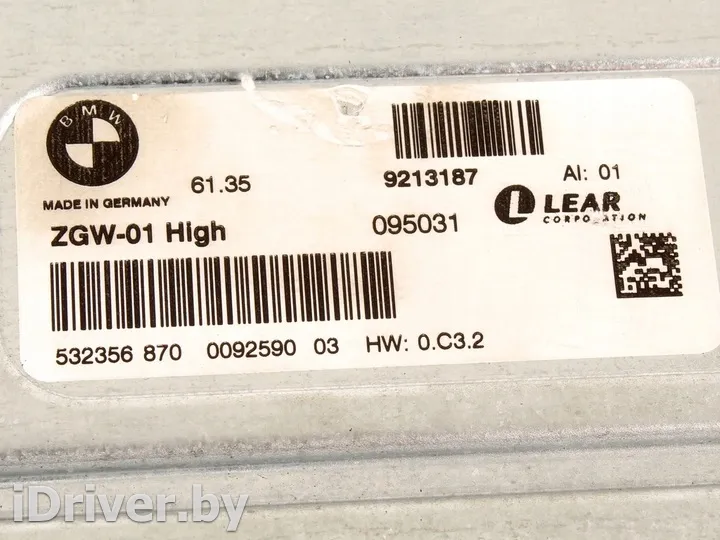 BMW
61.35
9213187
AI: 01
MADE IN GERMANY
LEAR
CORPORATION
ZGW-01 High
095031
532356 870 0092590 03 HW: 0.C3.2
iDriver.by